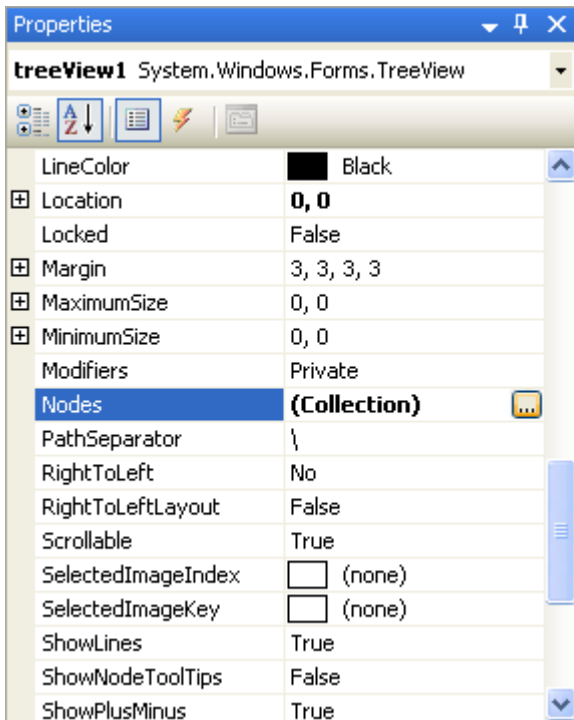 Properties
treeView1 System.Windows.Forms.TreeView
A
Z
LineColor Black
Location 0, 0
Locked False
Margin 3, 3, 3, 3
MaximumSize 0, 0
MinimumSize 0, 0
Modifiers Private
Nodes (Collection) ...
PathSeparator \
RightToLeft No
RightToLeftLayout False
Scrollable True
SelectedImageIndex (none)
SelectedImageKey (none)
ShowLines True
ShowNodeToolTips False
ShowPlusMinus True